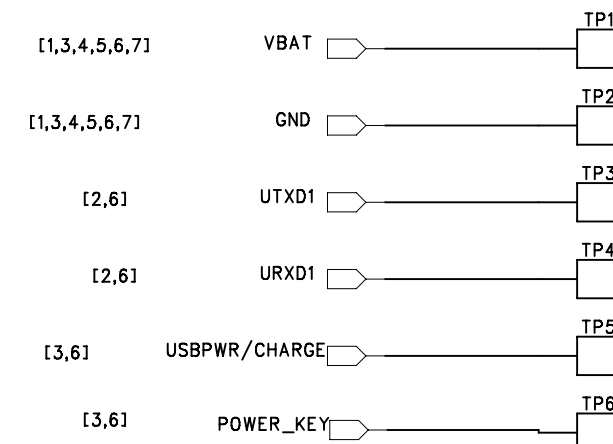 TP1
[1,3,4,5,6,7] VBAT
TP2
[1,3,4,5,6,7] GND
TP3
[2,6] UTXD1
TP4
[2,6] URXD1
TP5
[3,6] USBPWR/CHARGE
TP6
[3,6] POWER_KEY